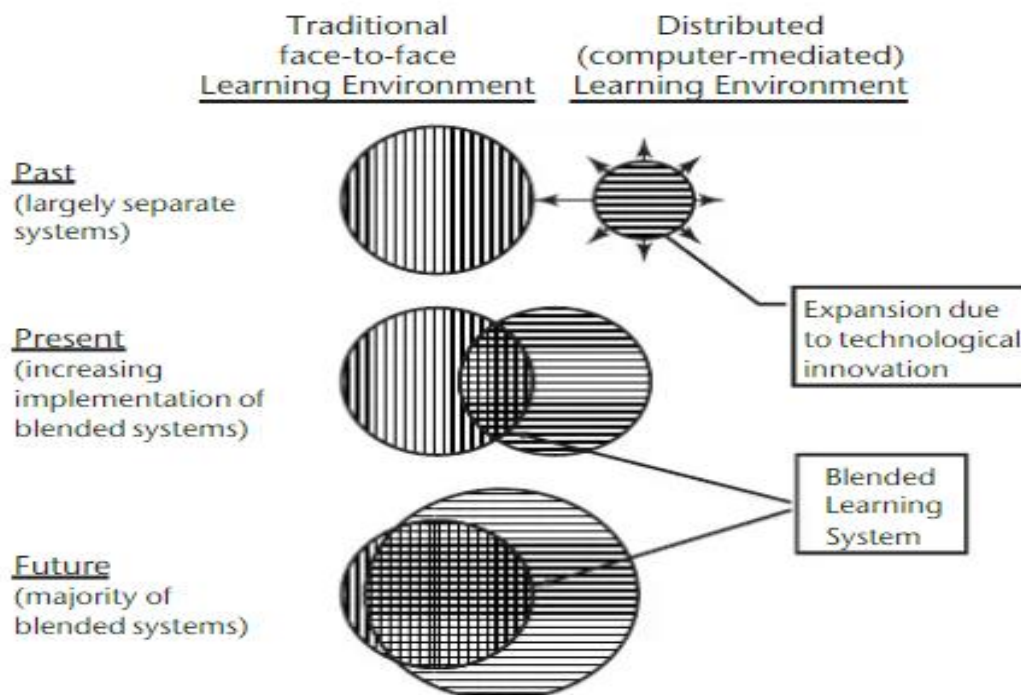 Traditional
face-to-face
Learning Environment
Distributed
(computer-mediated)
Learning Environment
Past
(largely separate
systems)
Expansion due
to technological
innovation
Present
(increasing
implementation of
blended systems)
Blended
Learning
System
Future
(majority of
blended systems)